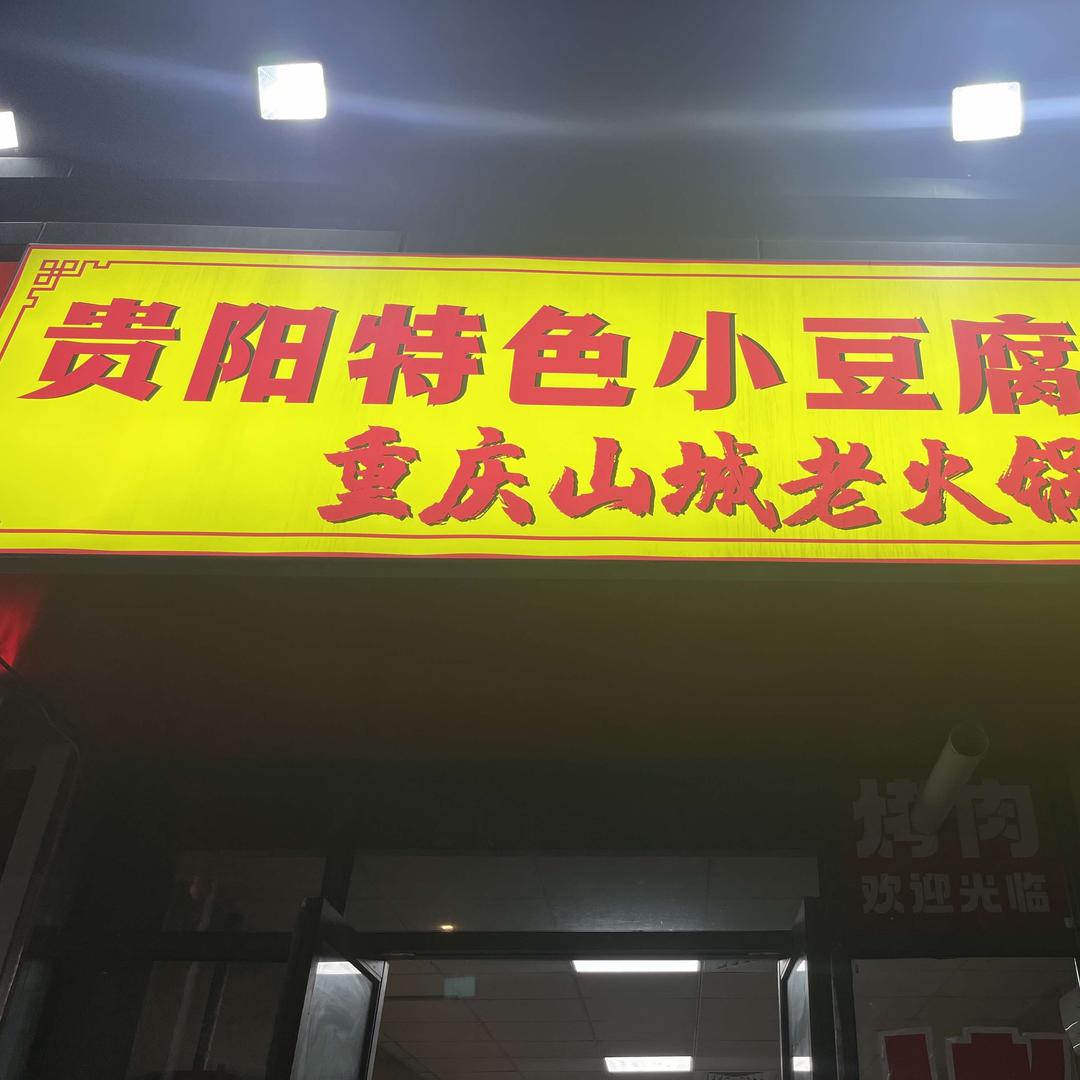 贵阳特色小豆腐
重庆山城老火锅
烤肉
欢迎光临